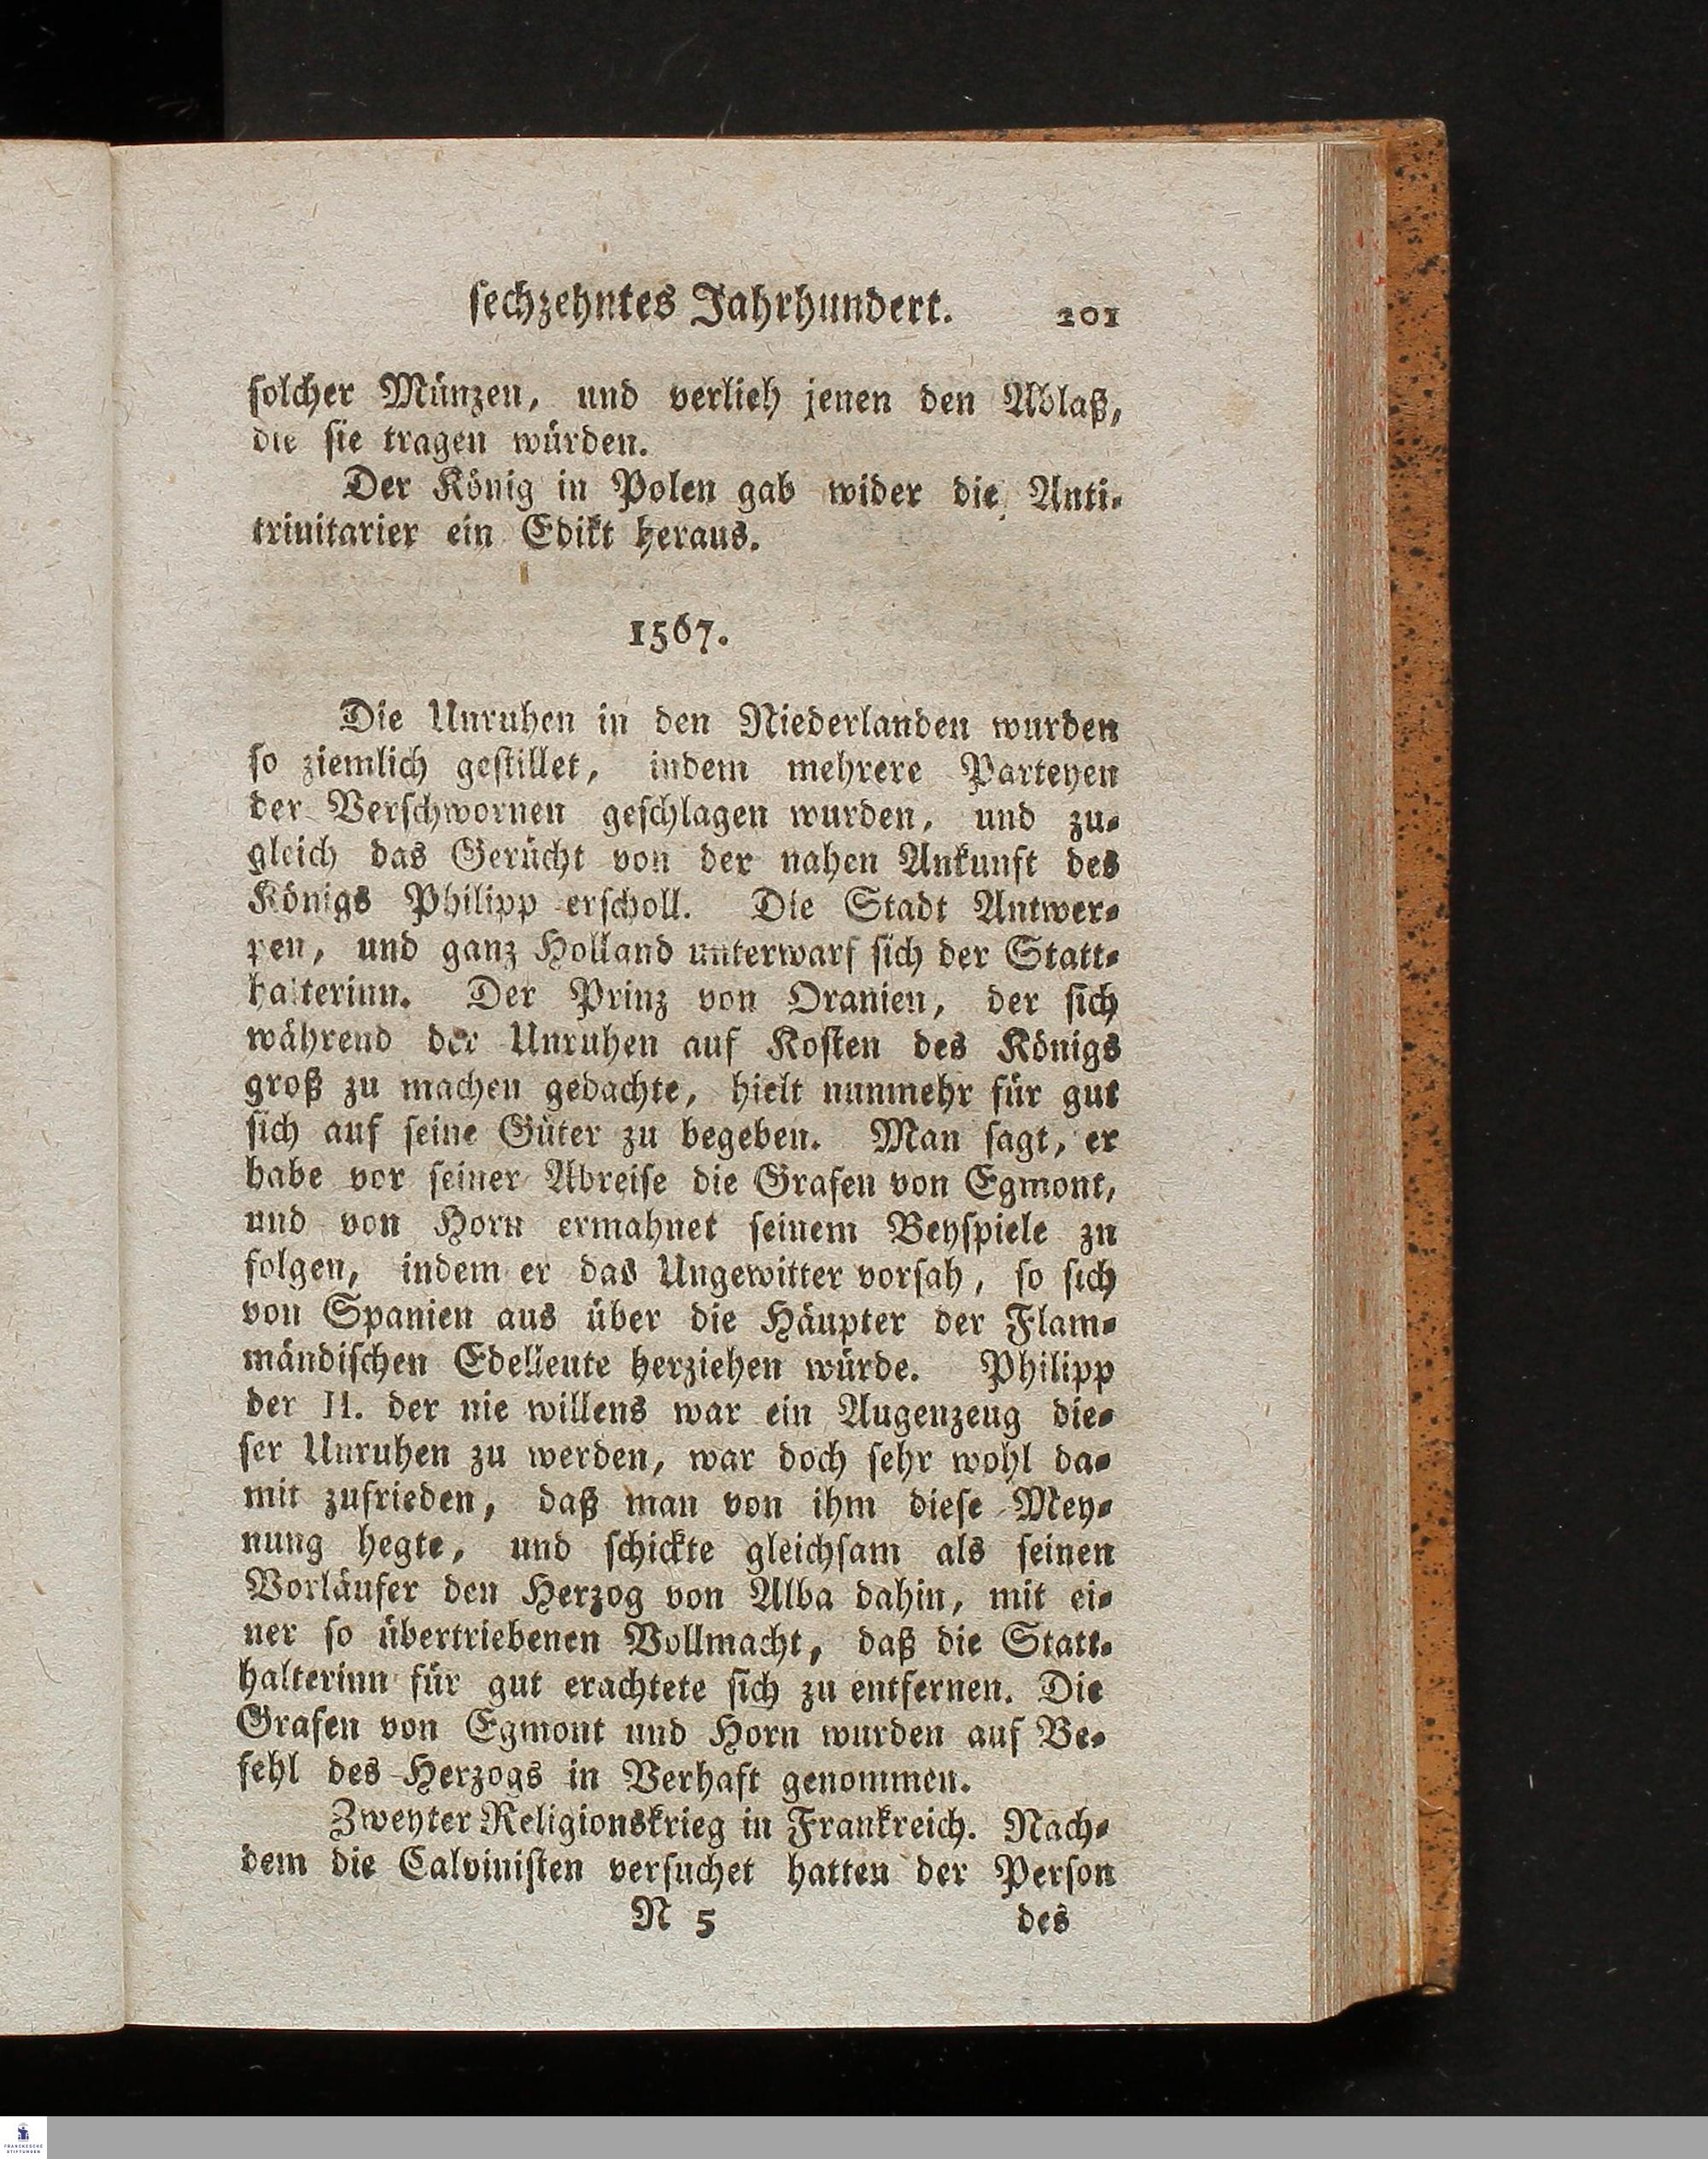 sechzehntes Jahrhundert. 201
solcher Münzen, und verlieh jenen den Ablaß,
die sie tragen würden.
Der König in Polen gab wider die Anti-
trinitarier ein Edikt heraus.
1567.
Die Unruhen in den Niederlanden wurden
so ziemlich gestillet, indem mehrere Parteyen
der Verschwornen geschlagen wurden, und zu-
gleich das Gerücht von der nahen Ankunft des
Königs Philipp erscholl. Die Stadt Antwer-
pen, und ganz Holland unterwarf sich der Statt-
halterinn. Der Prinz von Oranien, der sich
während der Unruhen auf Kosten des Königs
groß zu machen gedachte, hielt nunmehr für gut
sich auf seine Güter zu begeben. Man sagt, er
habe vor seiner Abreise die Grafen von Egmont,
und von Horn ermahnet seinem Beyspiele zu
folgen, indem er das Ungewitter vorsah, so sich
von Spanien aus über die Häupter der Flam-
mändischen Edelleute herziehen würde. Philipp
der II. der nie willens war ein Augenzeug die-
ser Unruhen zu werden, war doch sehr wohl da-
mit zufrieden, daß man von ihm diese Mey-
nung hegte, und schickte gleichsam als seinen
Vorläufer den Herzog von Alba dahin, mit ei-
ner so übertriebenen Vollmacht, daß die Statt-
halterinn für gut erachtete sich zu entfernen. Die
Grafen von Egmont und Horn wurden auf Be-
fehl des Herzogs in Verhaft genommen.
Zweyter Religionskrieg in Frankreich. Nach-
dem die Calvinisten versuchet hatten der Person
N 5 des
FRANCKESCHE
STIFTUNGEN